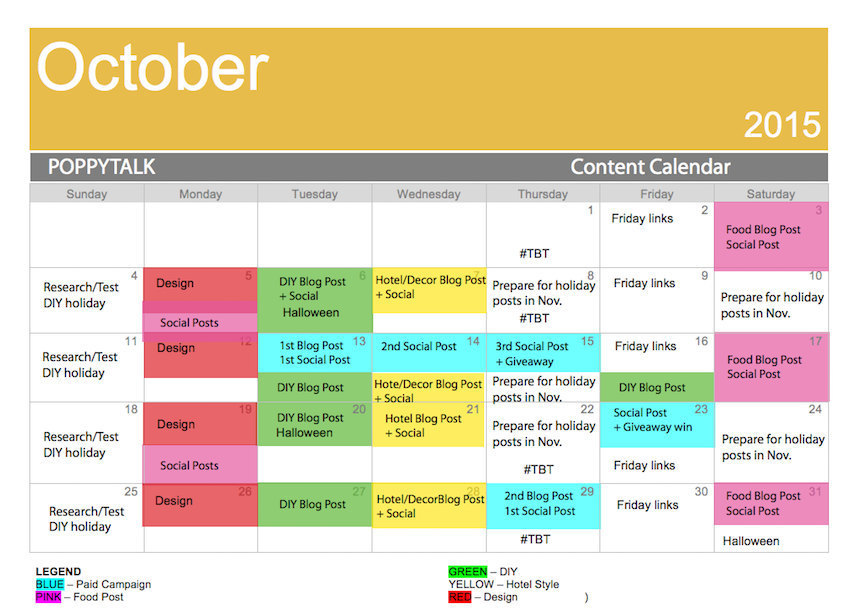 October
2015
POPPYTALK Content Calendar
Sunday Monday Tuesday Wednesday Thursday Friday Saturday
1 2 3
Friday links
Food Blog Post
Social Post
#TBT
4 5 6 7 8 9 10
Research/Test
DIY holiday
Design
Social Posts
DIY Blog Post
+ Social
Halloween
Hotel/Decor Blog Post
+ Social
Prepare for holiday
posts in Nov.
#TBT
Friday links
Prepare for holiday
posts in Nov.
11 12 13 14 15 16 17
Research/Test
DIY holiday
Design
1st Blog Post
1st Social Post
DIY Blog Post
2nd Social Post
Hote/Decor Blog Post
+ Social
3rd Social Post
+ Giveaway
Prepare for holiday
posts in Nov.
Friday links
DIY Blog Post
Food Blog Post
Social Post
18 19 20 21 22 23 24
Research/Test
DIY holiday
Design
Social Posts
DIY Blog Post
Halloween
Hotel Blog Post
+ Social
Prepare for holiday
posts in Nov.
#TBT
Social Post
+ Giveaway win
Friday links
Prepare for holiday
posts in Nov.
25 26 27 28 29 30 31
Research/Test
DIY holiday
Design
DIY Blog Post
Hotel/DecorBlog Post
+ Social
2nd Blog Post
1st Social Post
#TBT
Friday links
Food Blog Post
Social Post
Halloween
LEGEND
BLUE – Paid Campaign
PINK – Food Post
GREEN – DIY
YELLOW – Hotel Style
RED – Design )